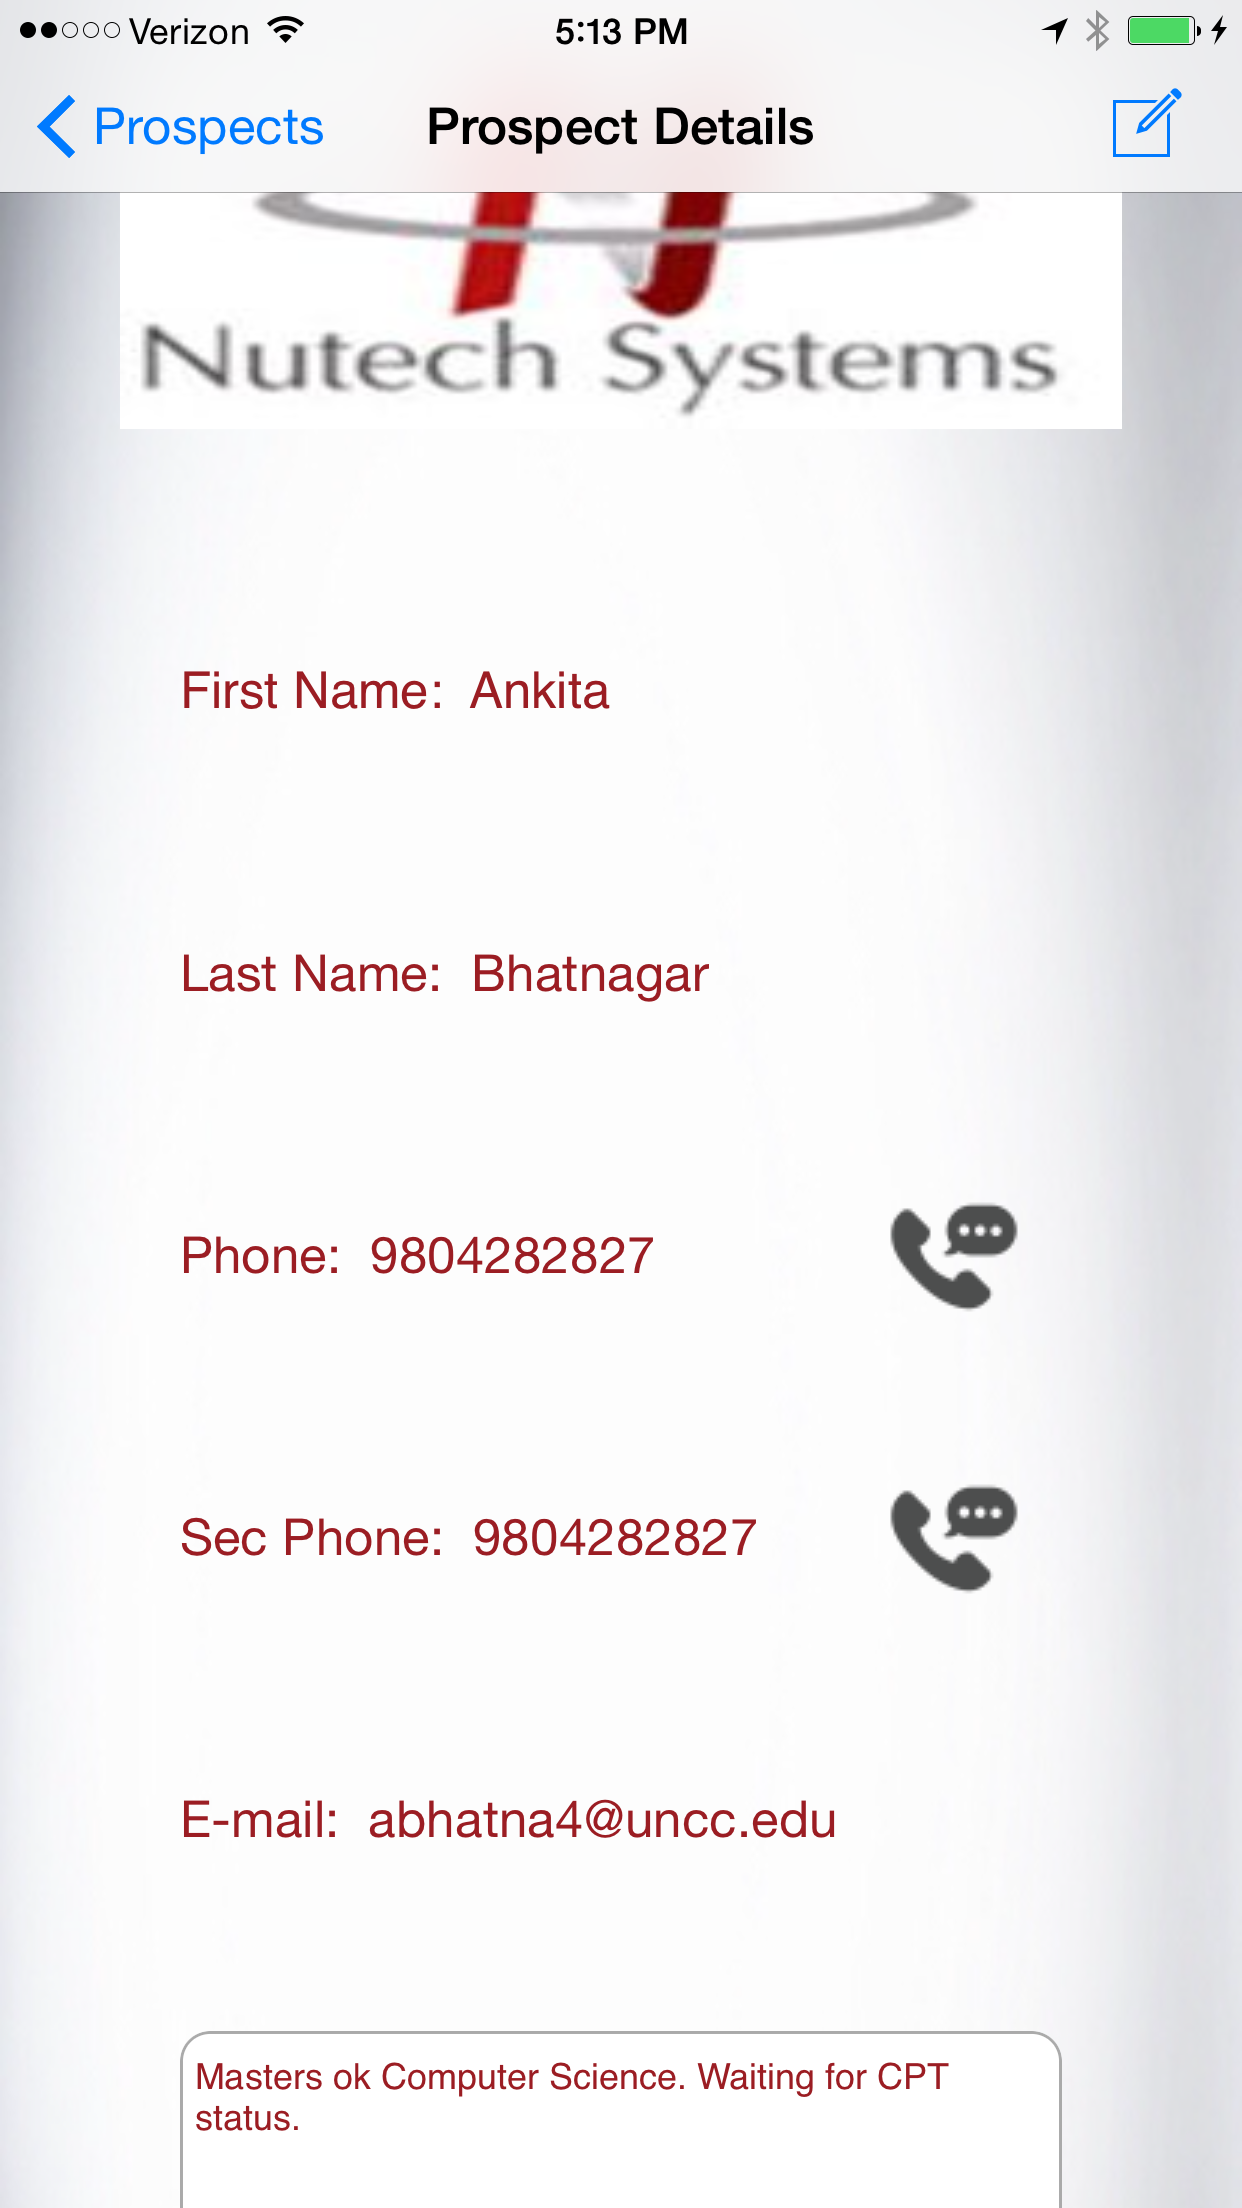 Verizon 5:13 PM
Prospects Prospect Details
Nutech Systems
First Name: Ankita
Last Name: Bhatnagar
Phone: 9804282827
Sec Phone: 9804282827
E-mail: abhatna4@uncc.edu
Masters ok Computer Science. Waiting for CPT
status.